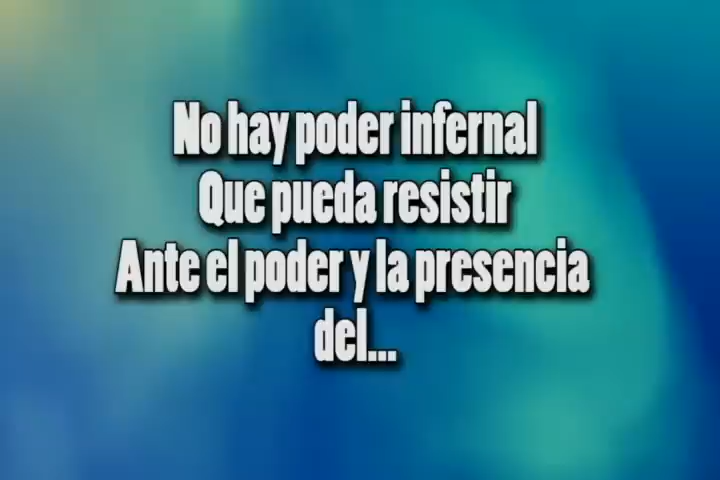 No hay poder infernal
Que pueda resistir
Ante el poder y la presencia
del...